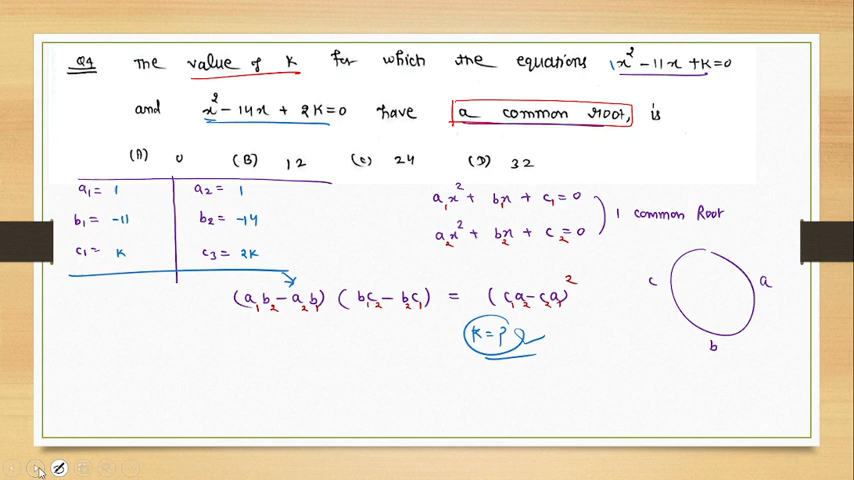 Q4 The value of K for which the equations 1x² - 11x + K = 0
and x² - 14x + 2K = 0 have a common Root, is
(A) 0 (B) 12 (C) 24 (D) 32
a₁ = 1 a₂ = 1
b₁ = -11 b₂ = -14
c₁ = K c₃ = 2K
a₁x² + b₁x + c₁ = 0
a₂x² + b₂x + c₂ = 0
1 common Root
(a₁b₂ - a₂b₁) (b₁c₂ - b₂c₁) = (c₁a₂ - c₂a₁)²
K = ?
c a
b